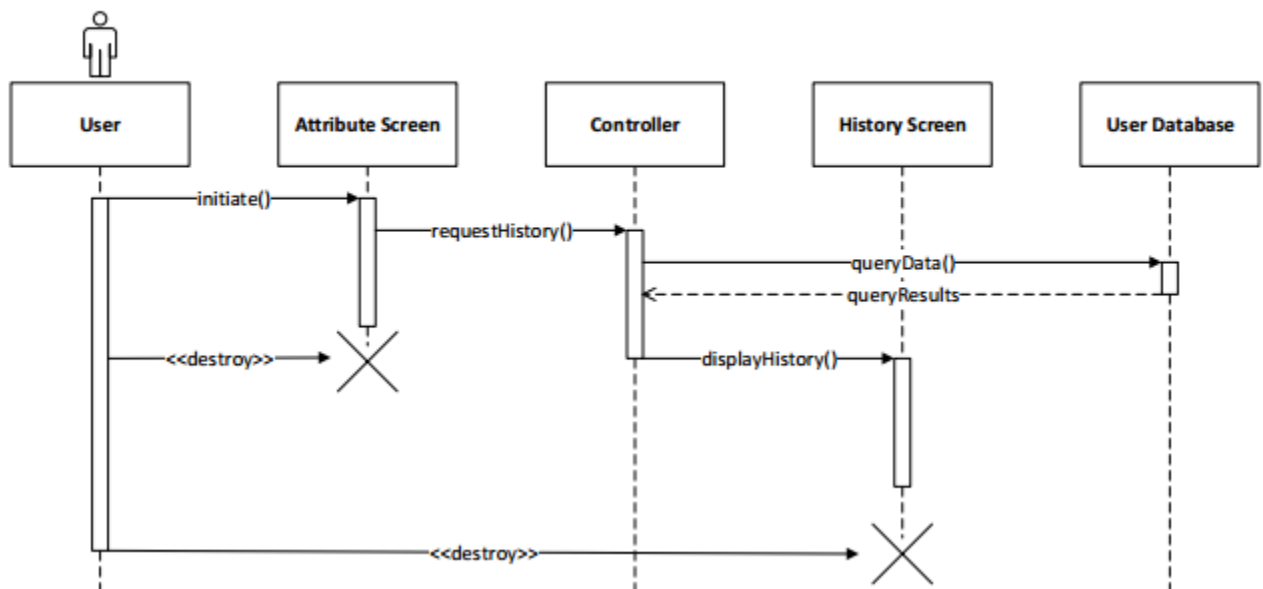 User
Attribute Screen
Controller
History Screen
User Database
initiate()
requestHistory()
queryData()
queryResults
<<destroy>>
displayHistory()
<<destroy>>